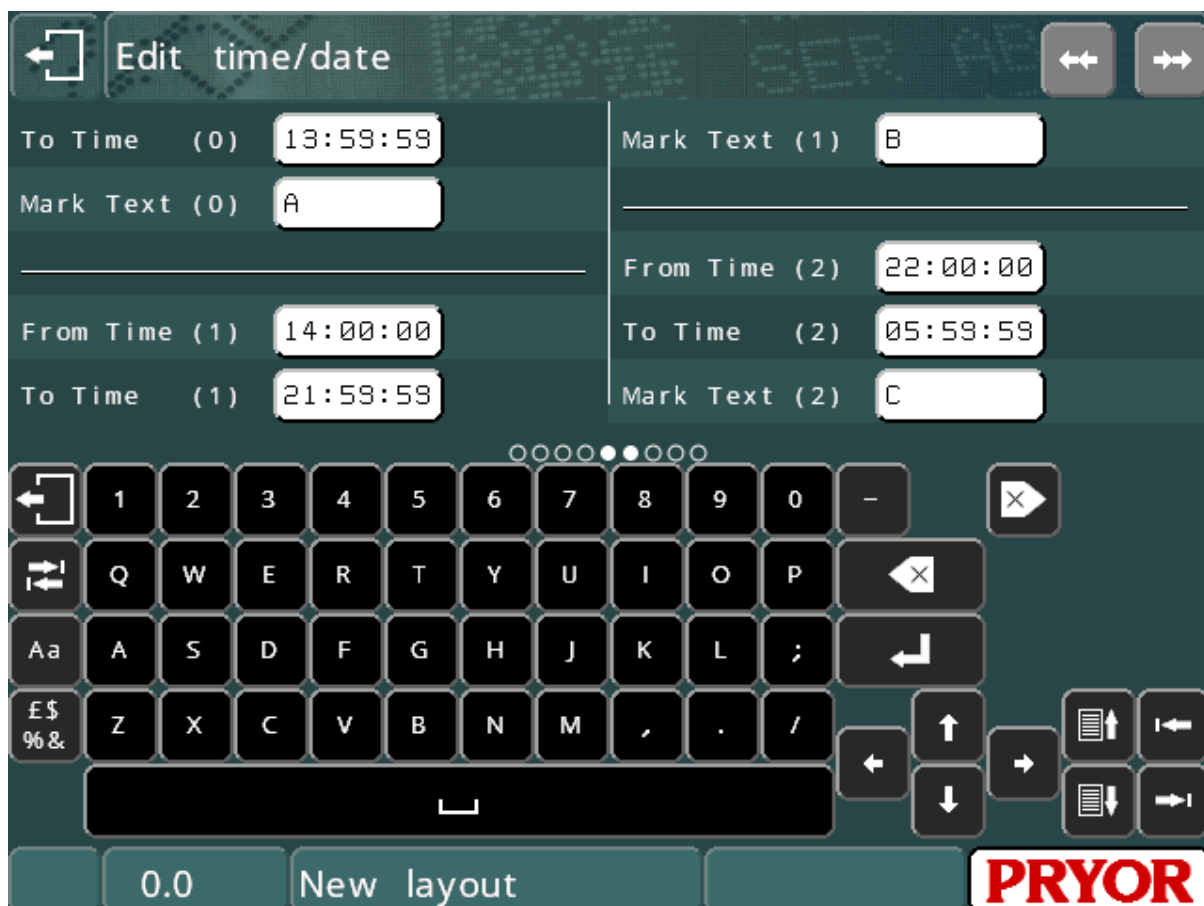 Edit time/date
To Time (0) 13:59:59
Mark Text (0) A
From Time (1) 14:00:00
To Time (1) 21:59:59
Mark Text (1) B
From Time (2) 22:00:00
To Time (2) 05:59:59
Mark Text (2) C
1 2 3 4 5 6 7 8 9 0 -
Q W E R T Y U I O P
Aa A S D F G H J K L ;
£$
%& Z X C V B N M , . /
0.0 New layout PRYOR